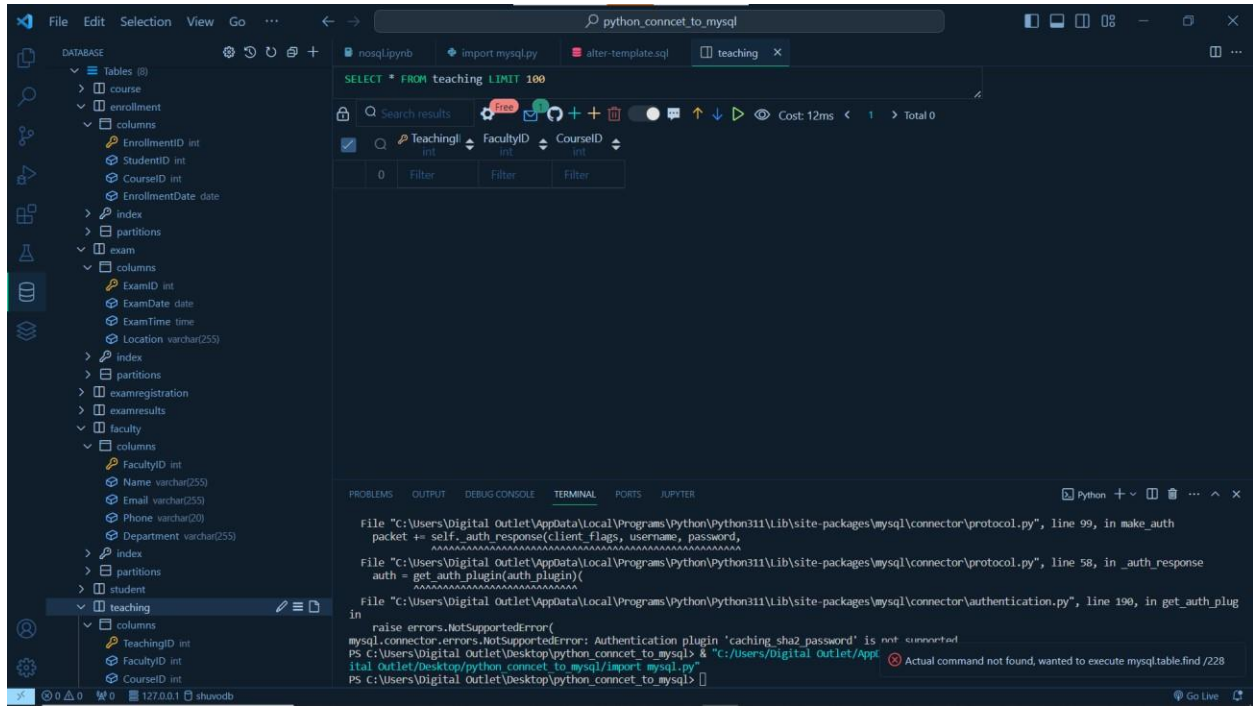 File Edit Selection View Go ···
python_conncet_to_mysql
DATABASE
Tables (8)
course
enrollment
columns
EnrollmentID int
StudentID int
CourseID int
EnrollmentDate date
index
partitions
exam
columns
ExamID int
ExamDate date
ExamTime time
Location varchar(255)
index
partitions
examregistration
examresults
faculty
columns
FacultyID int
Name varchar(255)
Email varchar(255)
Phone varchar(20)
Department varchar(255)
index
partitions
student
teaching
columns
TeachingID int
FacultyID int
CourseID int
nosql.ipynb import mysql.py alter-template.sql teaching
SELECT * FROM teaching LIMIT 100
Search results Free 1 Cost: 12ms < 1 > Total 0
TeachingI FacultyID CourseID
int int int
0 Filter Filter Filter
PROBLEMS OUTPUT DEBUG CONSOLE TERMINAL PORTS JUPYTER
Python
File "C:\Users\Digital Outlet\AppData\Local\Programs\Python\Python311\Lib\site-packages\mysql\connector\protocol.py", line 99, in make_auth
packet += self._auth_response(client_flags, username, password,
^^^^^^^^^^^^^^^^^^^^^^^^^^^^^^^^^^^^^^^^^^^^^^^^^^^^^
File "C:\Users\Digital Outlet\AppData\Local\Programs\Python\Python311\Lib\site-packages\mysql\connector\protocol.py", line 58, in _auth_response
auth = get_auth_plugin(auth_plugin)(
^^^^^^^^^^^^^^^^^^^^^^^^^^^^
File "C:\Users\Digital Outlet\AppData\Local\Programs\Python\Python311\Lib\site-packages\mysql\connector\authentication.py", line 190, in get_auth_plug
in
raise errors.NotSupportedError(
mysql.connector.errors.NotSupportedError: Authentication plugin 'caching_sha2_password' is not supported
PS C:\Users\Digital Outlet\Desktop\python_conncet_to_mysql> & "C:/Users/Digital Outlet/App
ital Outlet/Desktop/python_conncet_to_mysql/import mysql.py"
PS C:\Users\Digital Outlet\Desktop\python_conncet_to_mysql>
Actual command not found, wanted to execute mysql.table.find /228
0 0 0 127.0.0.1 shuvodb
Go Live